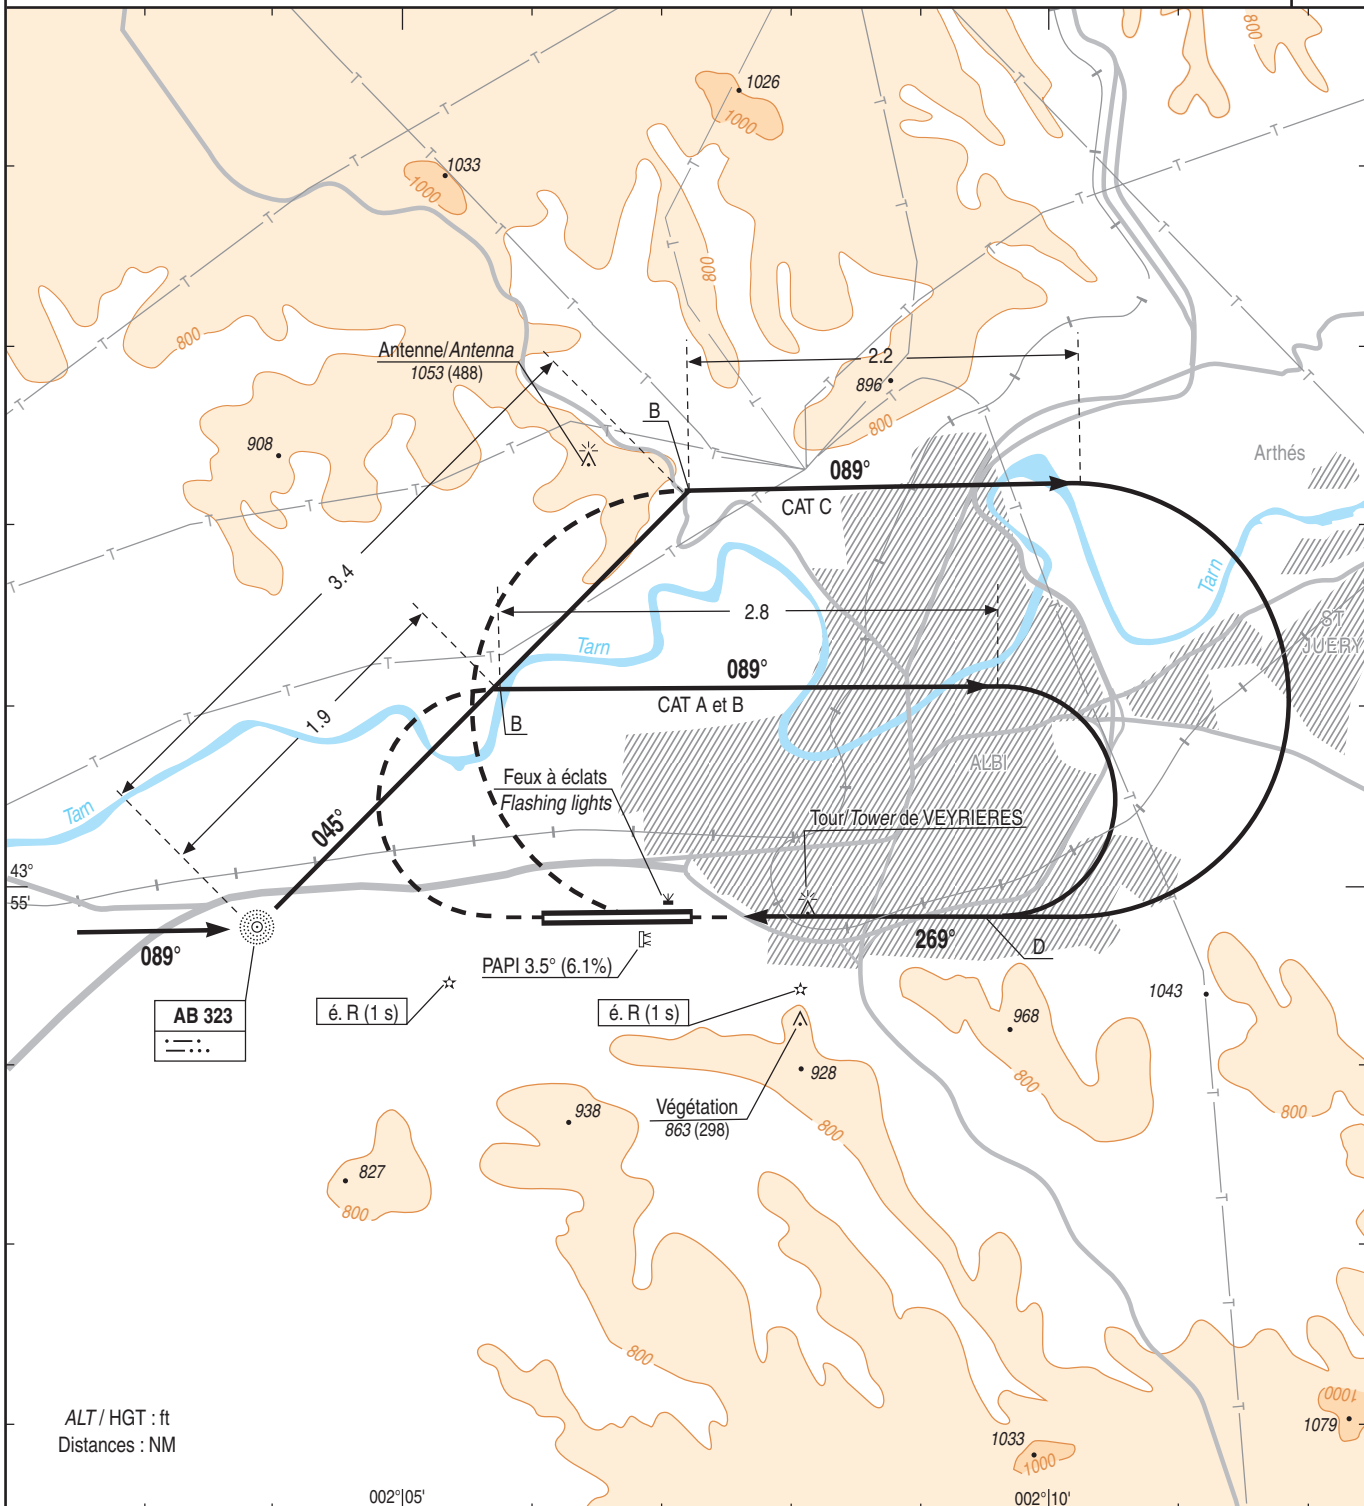 800
1026
1000
1033
1000
800
800
Antenne/Antenna
1053 (488)
2.2
896
800
B
908
089°
CAT C
Arthés
3.4
Tarn
2.8
Tarn
ST
JUERY
089°
CAT A et B
B
1.9
ALBI
Feux à éclats
Flashing lights
Tarn
045°
Tour/Tower de VEYRIERES
43°
55'
089°
269°
D
PAPI 3.5° (6.1%)
AB 323
é. R (1 s)
é. R (1 s)
1043
968
928
800
938
Végétation
863 (298)
800
800
827
800
800
1000
1079
ALT / HGT : ft
Distances : NM
1033
1000
002° 05'
002° 10'